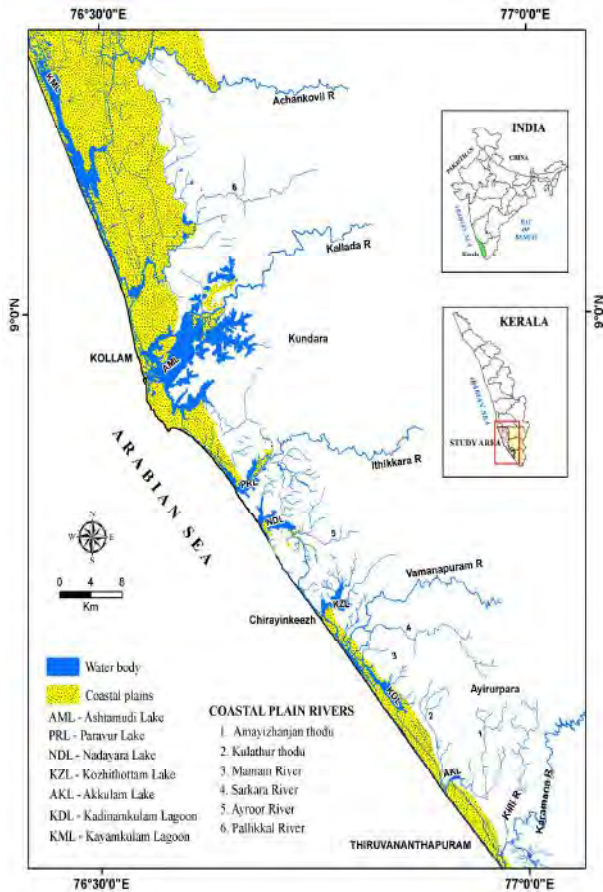 76°30'0"E
77°0'0"E
KML
Achankovil R
INDIA
PAKISTHAN
CHINA
ARABIAN SEA
BAY
OF
BENGAL
Kerala
6
Kallada R
9°0'N
9°0'N
KERALA
Kundara
KOLLAM
AML
ARABIAN SEA
STUDY AREA
ARABIAN SEA
Ithikkara R
PRL
NDL
5
W
E
S
0 4 8
Km
Vamanapuram R
KZL
Chirayinkeezh
4
3
Water body
Coastal plains
KDL
Ayirurpara
2
1
AML - Ashtamudi Lake
PRL - Paravur Lake
NDL - Nadayara Lake
KZL - Kozhithottam Lake
AKL - Akkulam Lake
KDL - Kadinamkulam Lagoon
KML - Kayamkulam Lagoon
COASTAL PLAIN RIVERS
1. Amayizhanjan thodu
2. Kulathur thodu
3. Mamam River
4. Sarkara River
5. Ayroor River
6. Pallikkal River
AKL
Killi R
Karamana R
THIRUVANANTHAPURAM
76°30'0"E
77°0'0"E